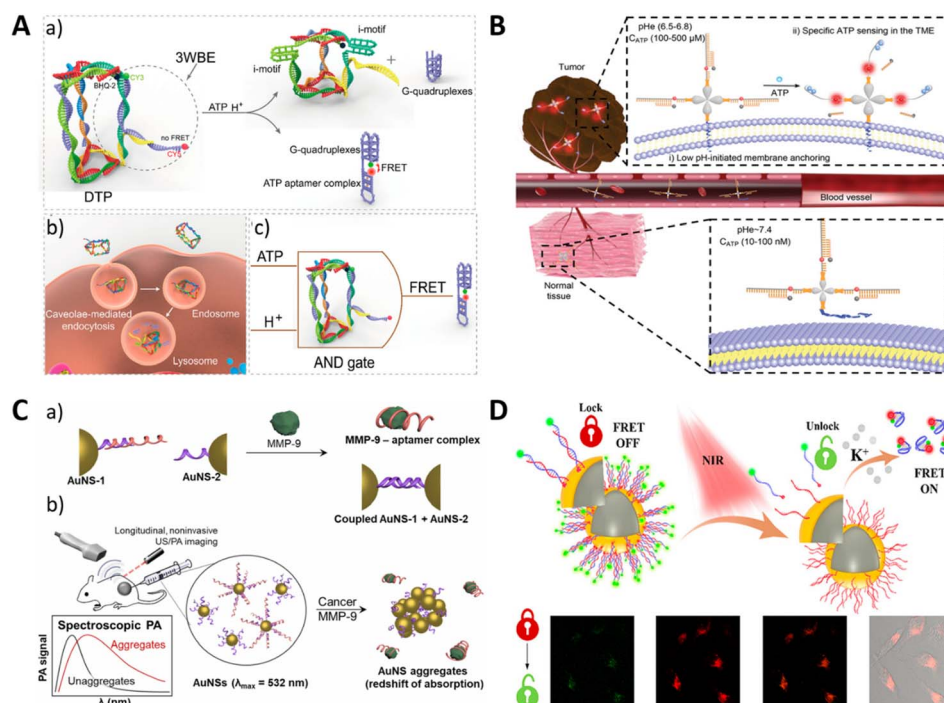 A
a)
3WBE
BHQ-2
CY3
no FRET
CY5
DTP
ATP H⁺
i-motif
i-motif
+
G-quadruplexes
G-quadruplexes
FRET
ATP aptamer complex
b)
Caveolae-mediated
endocytosis
Endosome
Lysosome
c)
ATP
H⁺
FRET
AND gate
B
Tumor
pHe (6.5-6.8)
C_ATP (100-500 μM)
ii) Specific ATP sensing in the TME
ATP
i) Low pH-initiated membrane anchoring
Blood vessel
Normal
tissue
pHe~7.4
C_ATP (10-100 nM)
C
a)
AuNS-1
AuNS-2
MMP-9
MMP-9 – aptamer complex
Coupled AuNS-1 + AuNS-2
b)
Longitudinal, noninvasive
US/PA imaging
Spectroscopic PA
Aggregates
Unaggregates
PA signal
λ (nm)
AuNSs (λmax = 532 nm)
Cancer
MMP-9
AuNS aggregates
(redshift of absorption)
D
Lock
FRET
OFF
NIR
Unlock
K⁺
FRET
ON